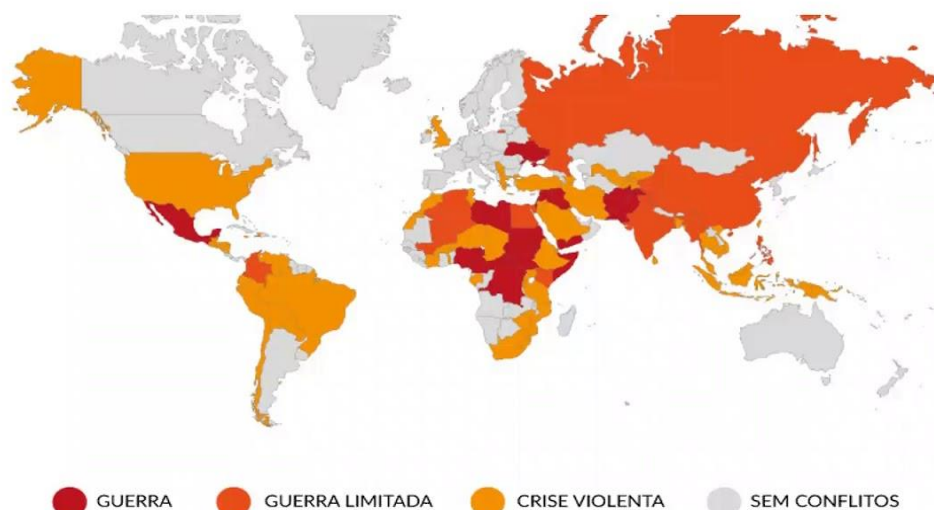 GUERRA
GUERRA LIMITADA
CRISE VIOLENTA
SEM CONFLITOS